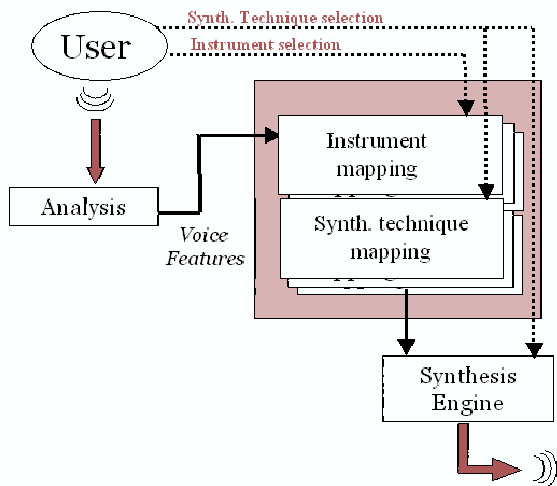 Synth. Technique selection
User
Instrument selection
Instrument
mapping
Analysis
Synth. technique
mapping
Voice
Features
Synthesis
Engine